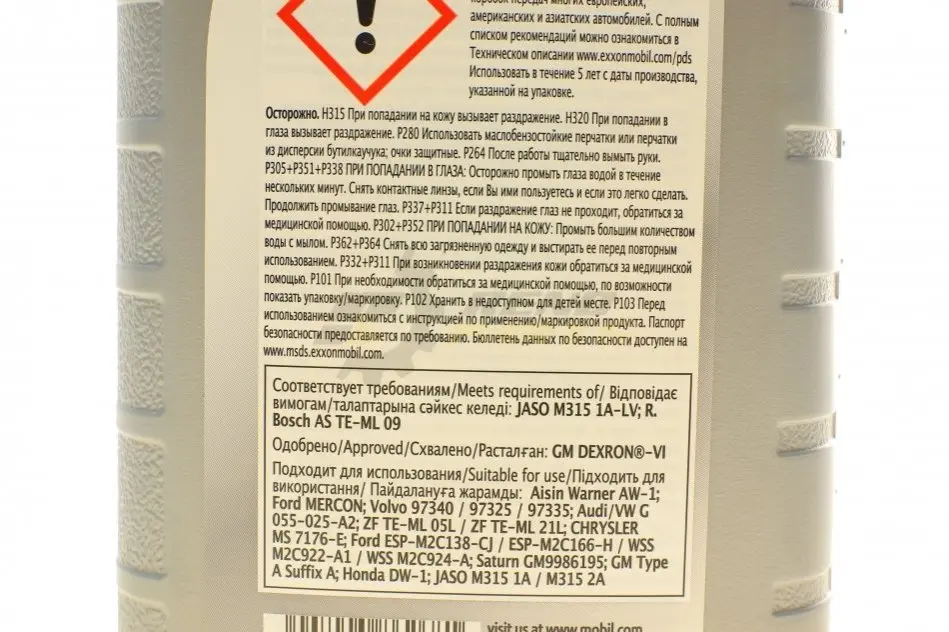 коробок передач многих европейских,
американских и азиатских автомобилей. С полным
списком рекомендаций можно ознакомиться в
Техническом описании www.exxonmobil.com/pds
Использовать в течение 5 лет с даты производства,
указанной на упаковке.
Осторожно. H315 При попадании на кожу вызывает раздражение. H320 При попадании в
глаза вызывает раздражение. P280 Использовать маслобензостойкие перчатки или перчатки
из дисперсии бутилкаучука; очки защитные. P264 После работы тщательно вымыть руки.
P305+P351+P338 ПРИ ПОПАДАНИИ В ГЛАЗА: Осторожно промыть глаза водой в течение
нескольких минут. Снять контактные линзы, если Вы ими пользуетесь и если это легко сделать.
Продолжить промывание глаз. P337+P311 Если раздражение глаз не проходит, обратиться за
медицинской помощью. P302+P352 ПРИ ПОПАДАНИИ НА КОЖУ: Промыть большим количеством
воды с мылом. P362+P364 Снять всю загрязненную одежду и выстирать ее перед повторным
использованием. P332+P311 При возникновении раздражения кожи обратиться за медицинской
помощью. P101 При необходимости обратиться за медицинской помощью, по возможности
показать упаковку/маркировку. P102 Хранить в недоступном для детей месте. P103 Перед
использованием ознакомиться с инструкцией по применению/маркировкой продукта. Паспорт
безопасности предоставляется по требованию. Бюллетень данных по безопасности доступен на
www.msds.exxonmobil.com.
Соответствует требованиям/Meets requirements of/ Відповідає
вимогам/талаптарына сәйкес келеді: JASO M315 1A-LV; R.
Bosch AS TE-ML 09
Одобрено/Approved/Схвалено/Расталған: GM DEXRON®-VI
Подходит для использования/Suitable for use/Підходить для
використання/ Пайдалануға жарамды: Aisin Warner AW-1;
Ford MERCON; Volvo 97340 / 97325 / 97335; Audi/VW G
055-025-A2; ZF TE-ML 05L / ZF TE-ML 21L; CHRYSLER
MS 7176-E; Ford ESP-M2C138-CJ / ESP-M2C166-H / WSS
M2C922-A1 / WSS M2C924-A; Saturn GM9986195; GM Type
A Suffix A; Honda DW-1; JASO M315 1A / M315 2A
visit us at www.mobil.com